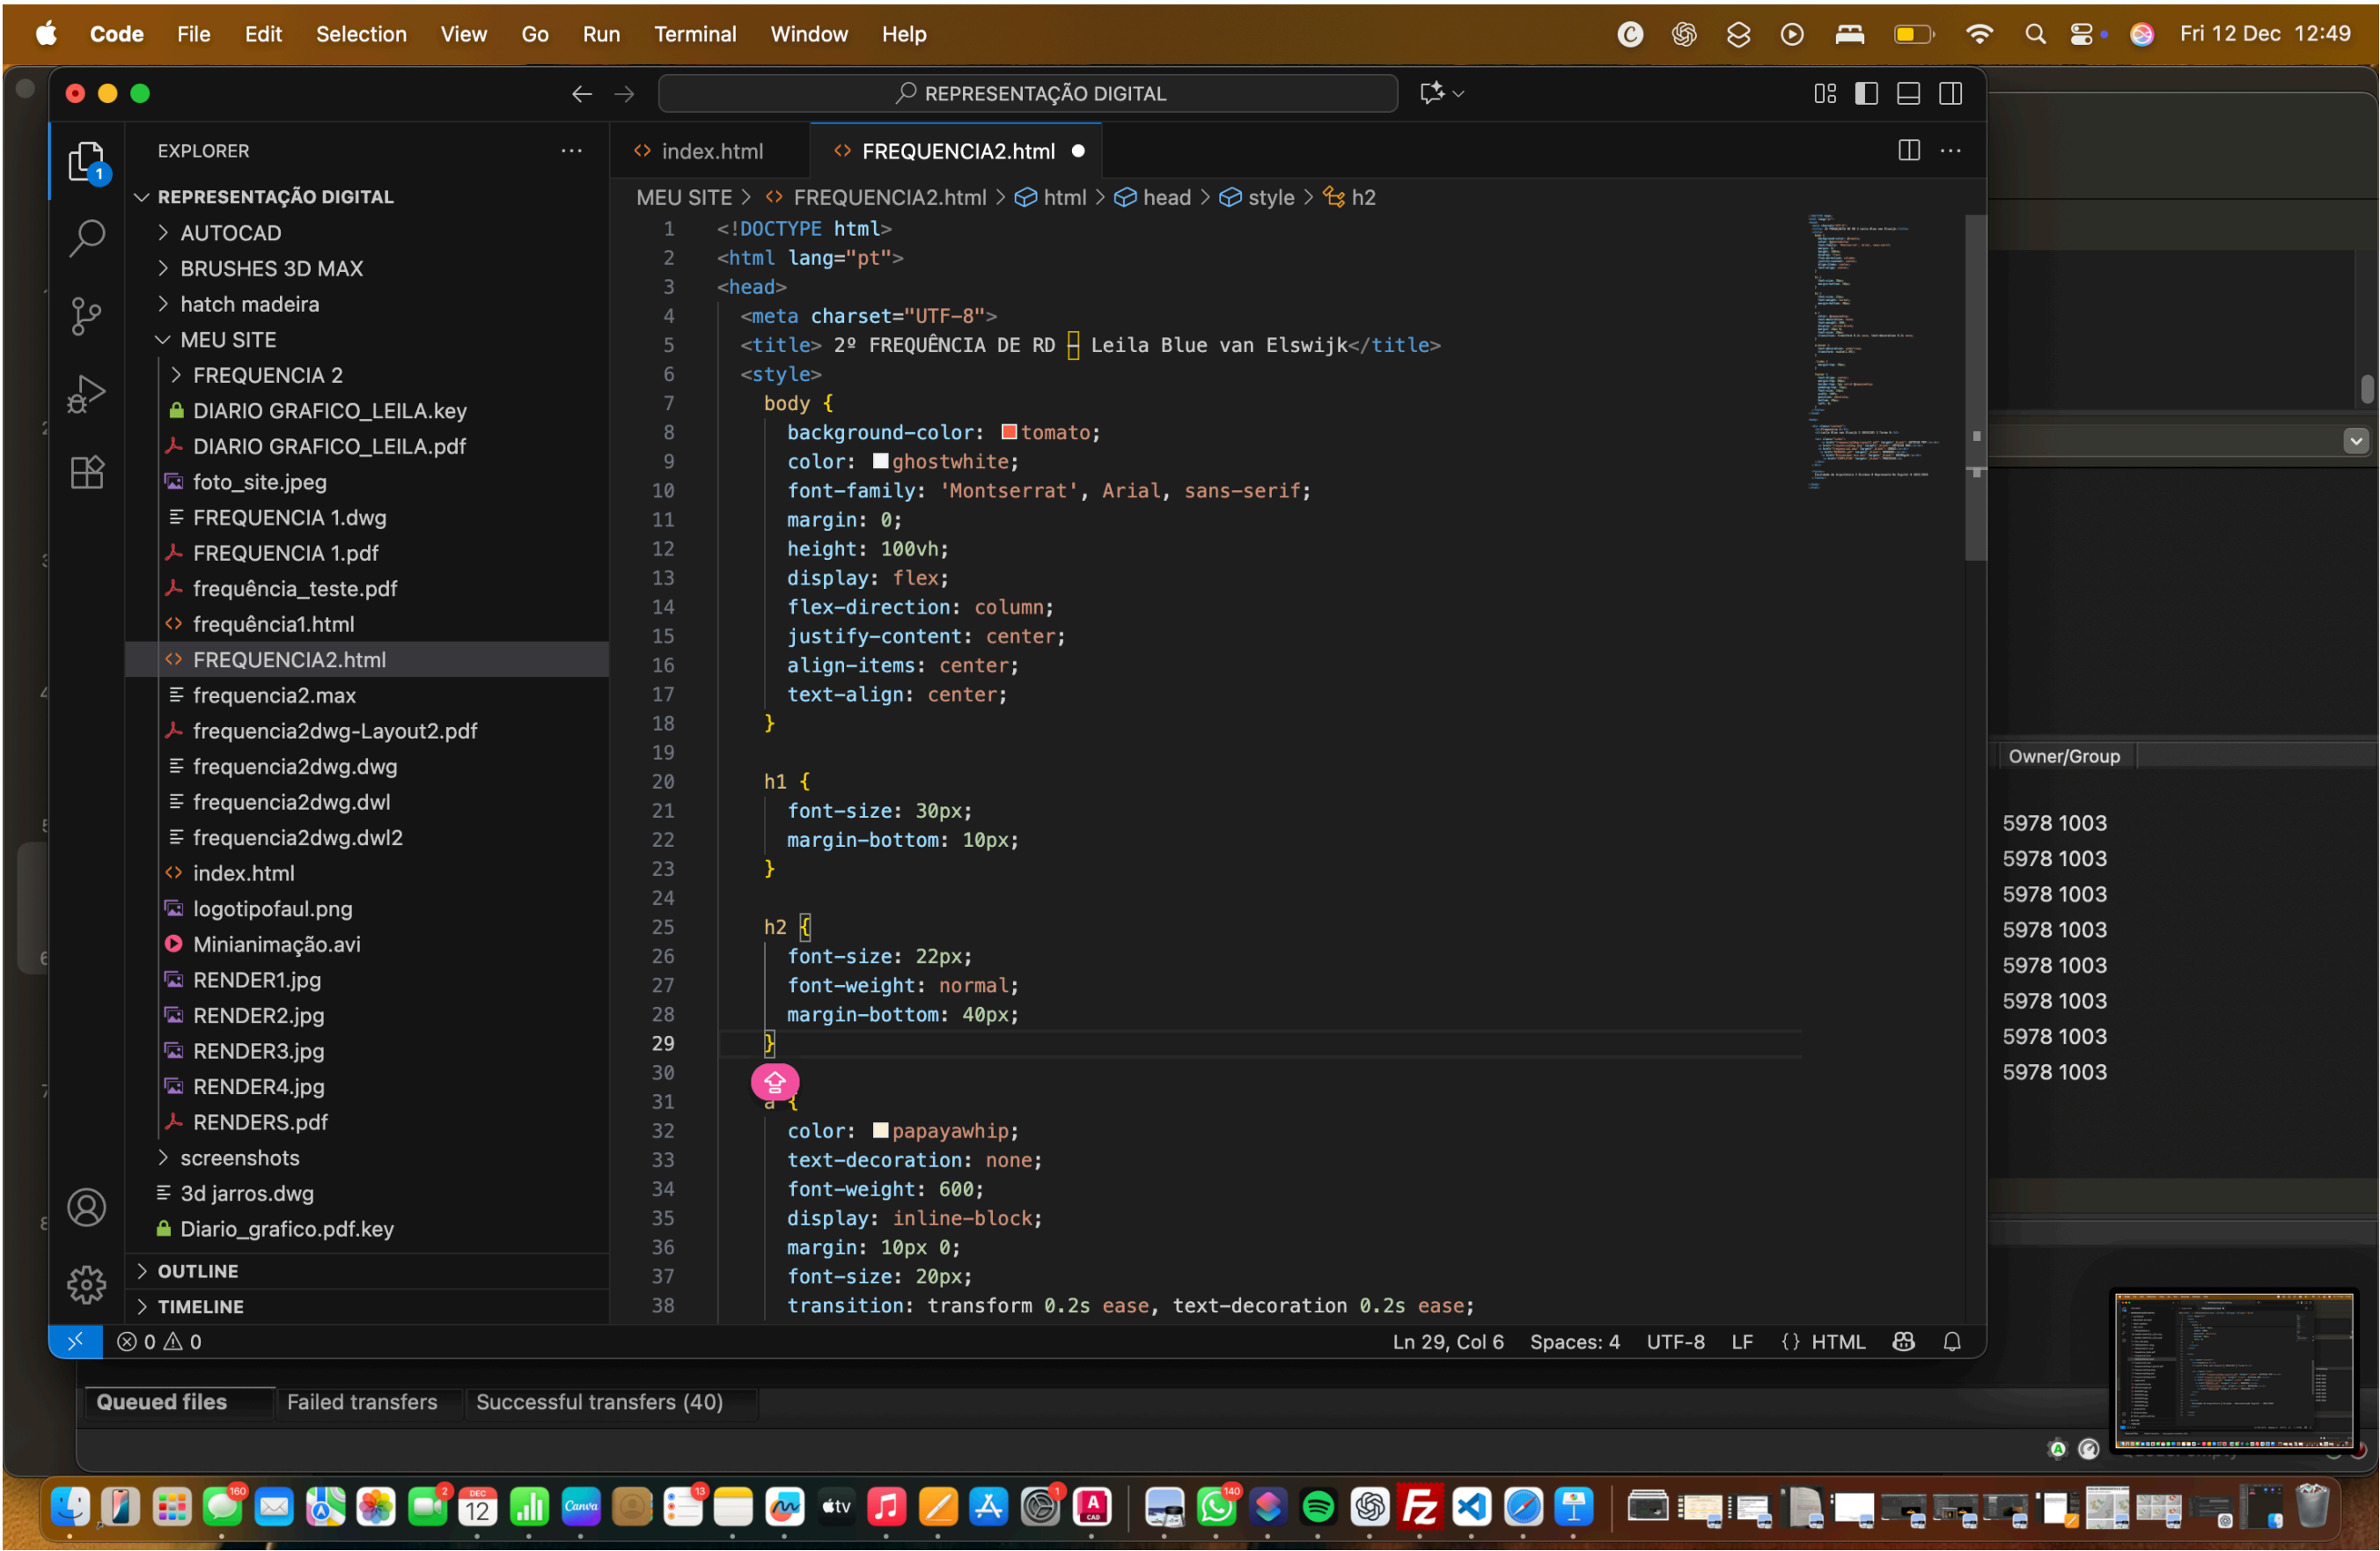 Code File Edit Selection View Go Run Terminal Window Help
Fri 12 Dec 12:49
REPRESENTAÇÃO DIGITAL
EXPLORER
1
REPRESENTAÇÃO DIGITAL
AUTOCAD
BRUSHES 3D MAX
hatch madeira
MEU SITE
FREQUENCIA 2
DIARIO GRAFICO_LEILA.key
DIARIO GRAFICO_LEILA.pdf
foto_site.jpeg
FREQUENCIA 1.dwg
FREQUENCIA 1.pdf
frequência_teste.pdf
frequência1.html
FREQUENCIA2.html
frequencia2.max
frequencia2dwg-Layout2.pdf
frequencia2dwg.dwg
frequencia2dwg.dwl
frequencia2dwg.dwl2
index.html
logotipofaul.png
Minianimação.avi
RENDER1.jpg
RENDER2.jpg
RENDER3.jpg
RENDER4.jpg
RENDERS.pdf
screenshots
3d jarros.dwg
Diario_grafico.pdf.key
OUTLINE
TIMELINE
index.html FREQUENCIA2.html
MEU SITE > FREQUENCIA2.html > html > head > style > h2
1 <!DOCTYPE html>
2 <html lang="pt">
3 <head>
4 <meta charset="UTF-8">
5 <title> 2º FREQUÊNCIA DE RD – Leila Blue van Elswijk</title>
6 <style>
7 body {
8 background-color: tomato;
9 color: ghostwhite;
10 font-family: 'Montserrat', Arial, sans-serif;
11 margin: 0;
12 height: 100vh;
13 display: flex;
14 flex-direction: column;
15 justify-content: center;
16 align-items: center;
17 text-align: center;
18 }
19
20 h1 {
21 font-size: 30px;
22 margin-bottom: 10px;
23 }
24
25 h2 {
26 font-size: 22px;
27 font-weight: normal;
28 margin-bottom: 40px;
29 }
30
31 a {
32 color: papayawhip;
33 text-decoration: none;
34 font-weight: 600;
35 display: inline-block;
36 margin: 10px 0;
37 font-size: 20px;
38 transition: transform 0.2s ease, text-decoration 0.2s ease;
0 0
Ln 29, Col 6 Spaces: 4 UTF-8 LF {} HTML
Owner/Group
5978 1003
5978 1003
5978 1003
5978 1003
5978 1003
5978 1003
5978 1003
5978 1003
Queued files Failed transfers Successful transfers (40)
160
2
DEC
12
Canva
13
tv
1
A
CAD
140
Fz